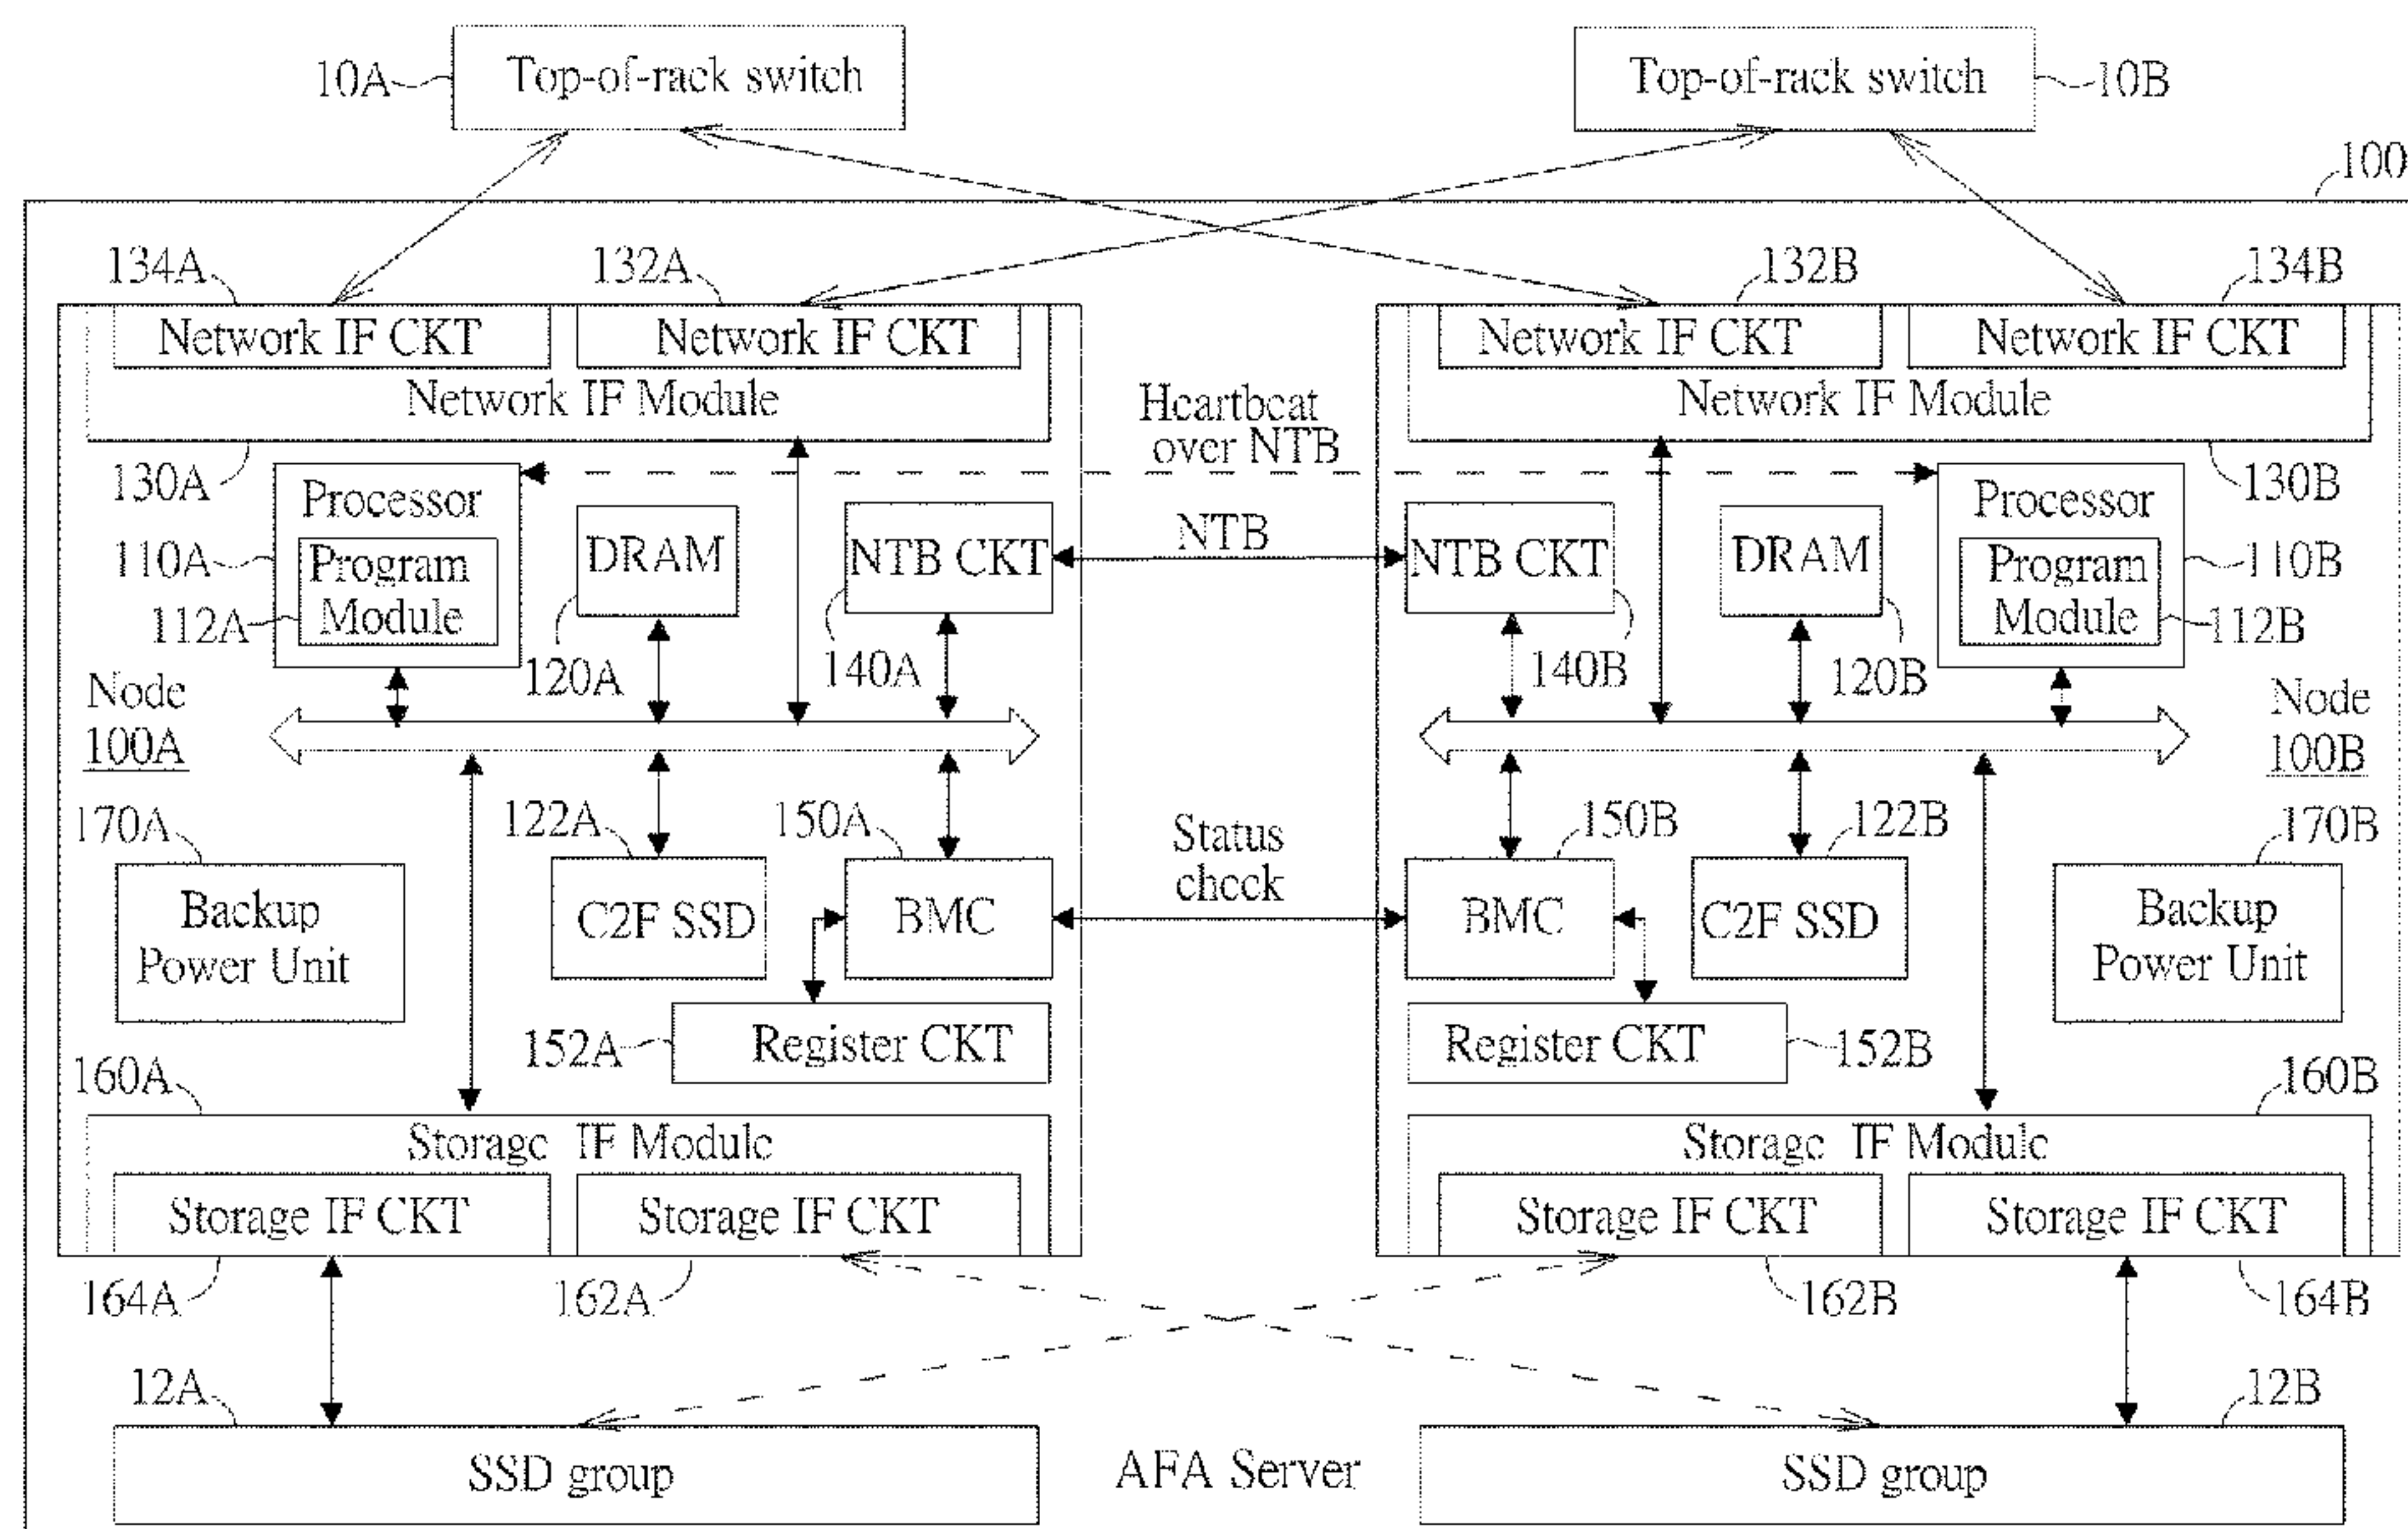 10A
Top-of-rack switch
Top-of-rack switch
10B
100
134A
132A
132B
134B
Network IF CKT
Network IF CKT
Network IF CKT
Network IF CKT
Network IF Module
Heartbeat
over NTB
Network IF Module
130A
Processor
Processor
130B
110A
Program
Module
DRAM
NTB CKT
NTB
NTB CKT
DRAM
Program
Module
110B
112A
112B
120A
140A
140B
120B
Node
100A
Node
100B
170A
122A
150A
Status
check
150B
122B
170B
Backup
Power Unit
C2F SSD
BMC
BMC
C2F SSD
Backup
Power Unit
152A
Register CKT
Register CKT
152B
160A
160B
Storage IF Module
Storage IF Module
Storage IF CKT
Storage IF CKT
Storage IF CKT
Storage IF CKT
164A
162A
162B
164B
12A
12B
SSD group
AFA Server
SSD group